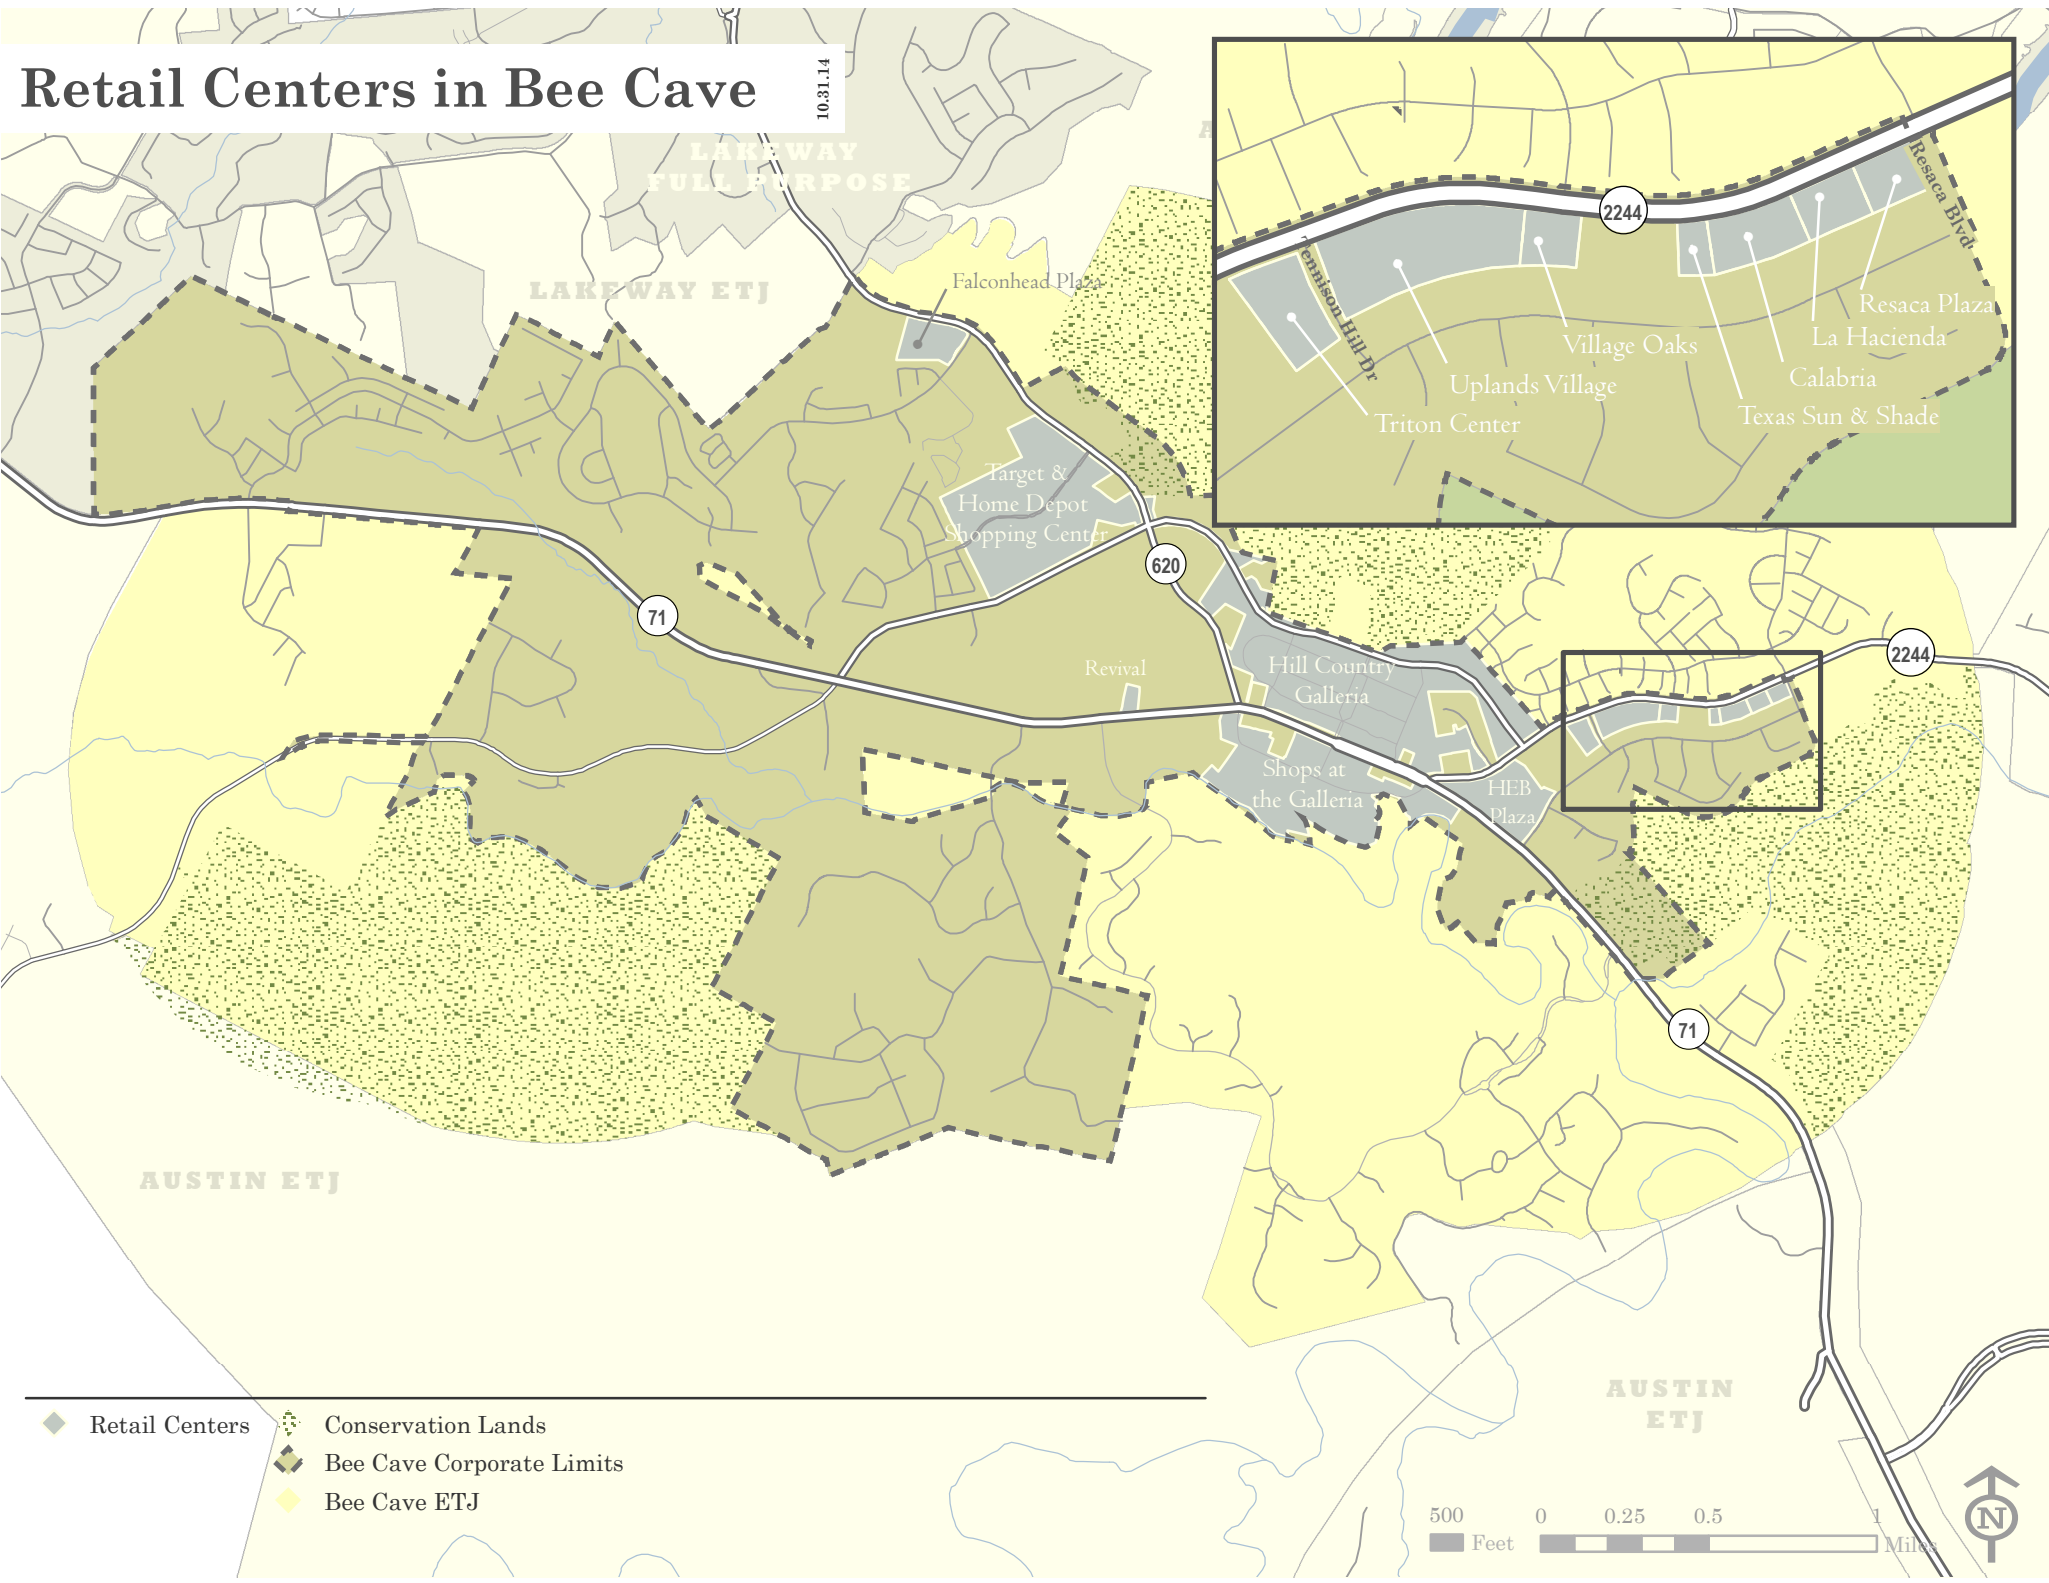 Retail Centers in Bee Cave
10.31.14
LAKEWAY
FULL PURPOSE
A
LAKEWAY ETJ
Falconhead Plaza
2244
Resaca Blvd
Tennison Hill Dr
Resaca Plaza
La Hacienda
Village Oaks
Calabria
Uplands Village
Texas Sun & Shade
Triton Center
Target &
Home Depot
Shopping Center
620
71
Revival
Hill Country
Galleria
2244
Shops at
the Galleria
HEB
Plaza
71
AUSTIN ETJ
AUSTIN
ETJ
Retail Centers
Conservation Lands
Bee Cave Corporate Limits
Bee Cave ETJ
500
Feet
0 0.25 0.5 1
Miles
N